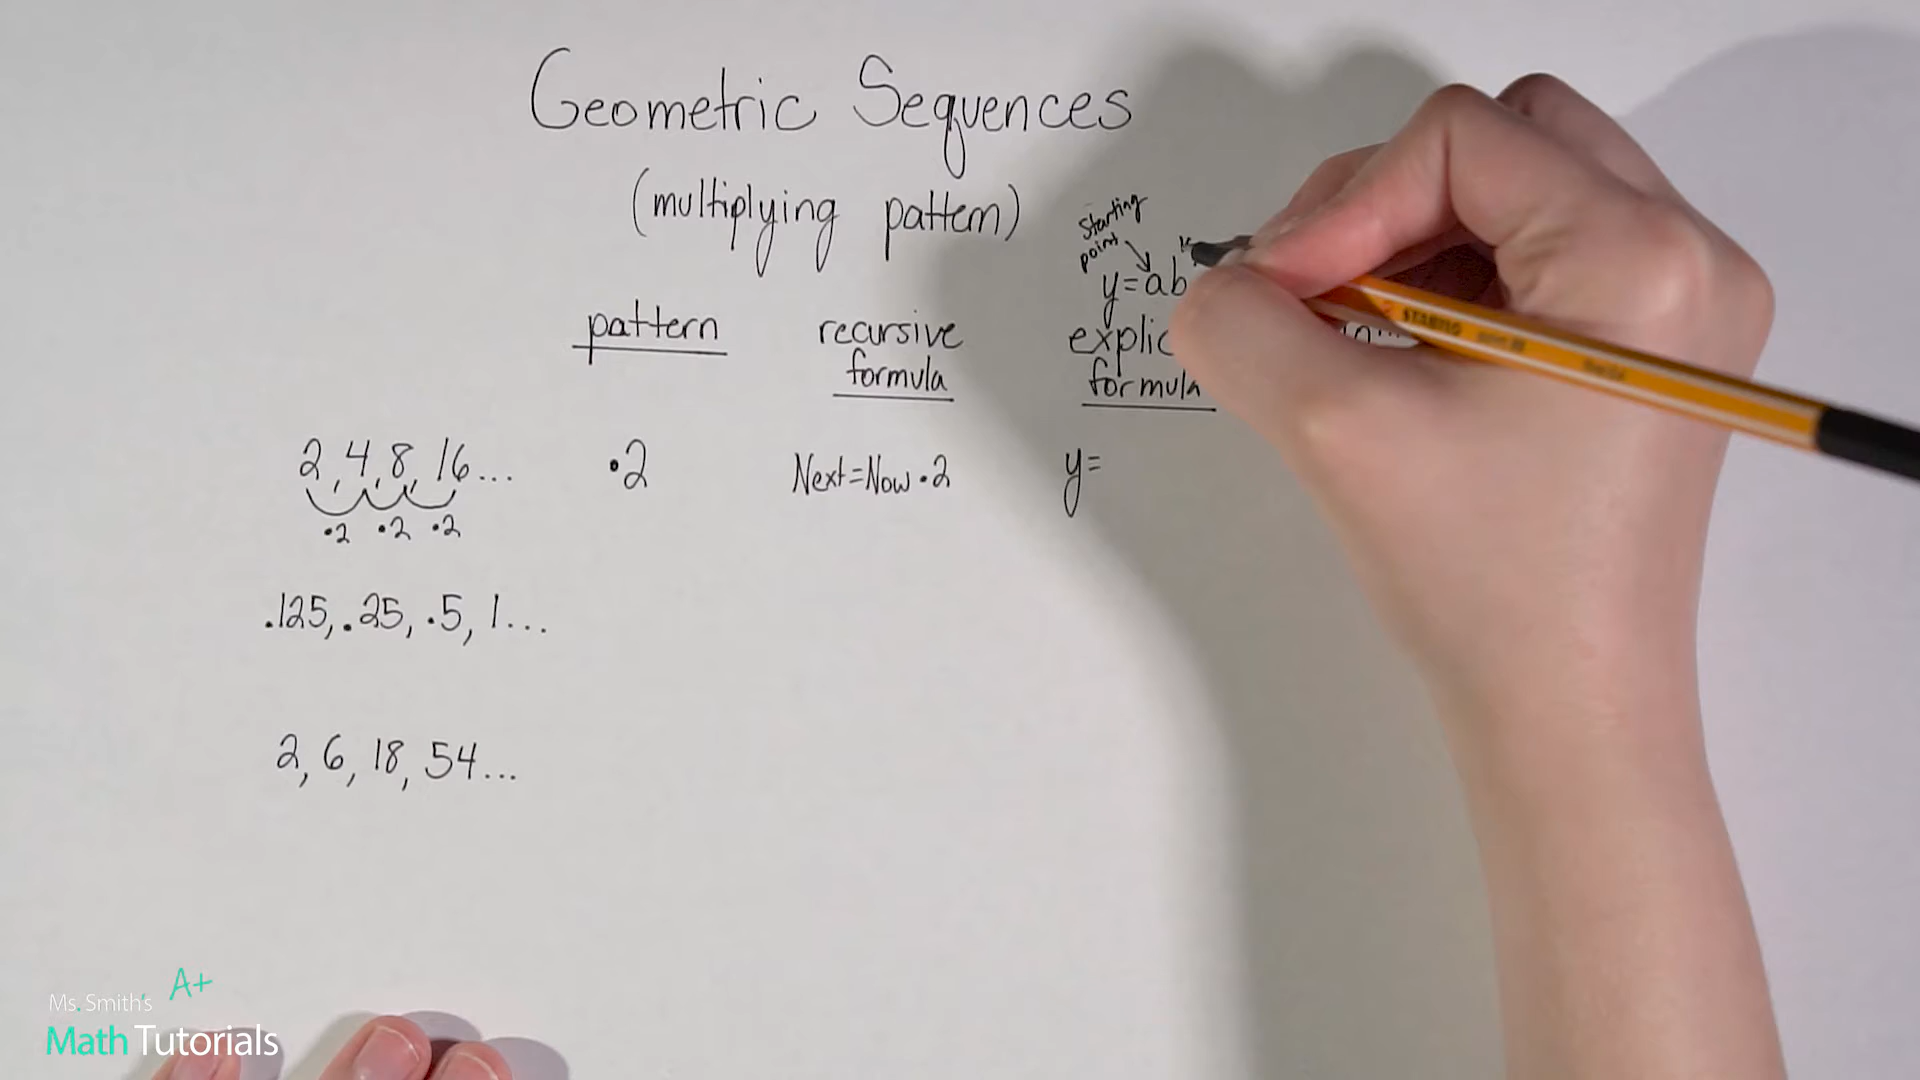 Geometric Sequences
(multiplying pattern)
starting
point
y=ab
pattern
recursive
formula
formula
2, 4, 8, 16...
•2
Next=Now•2
y=
•2 •2 •2
.125, .25, .5, 1...
2, 6, 18, 54...
Ms. Smith's A+
Math Tutorials